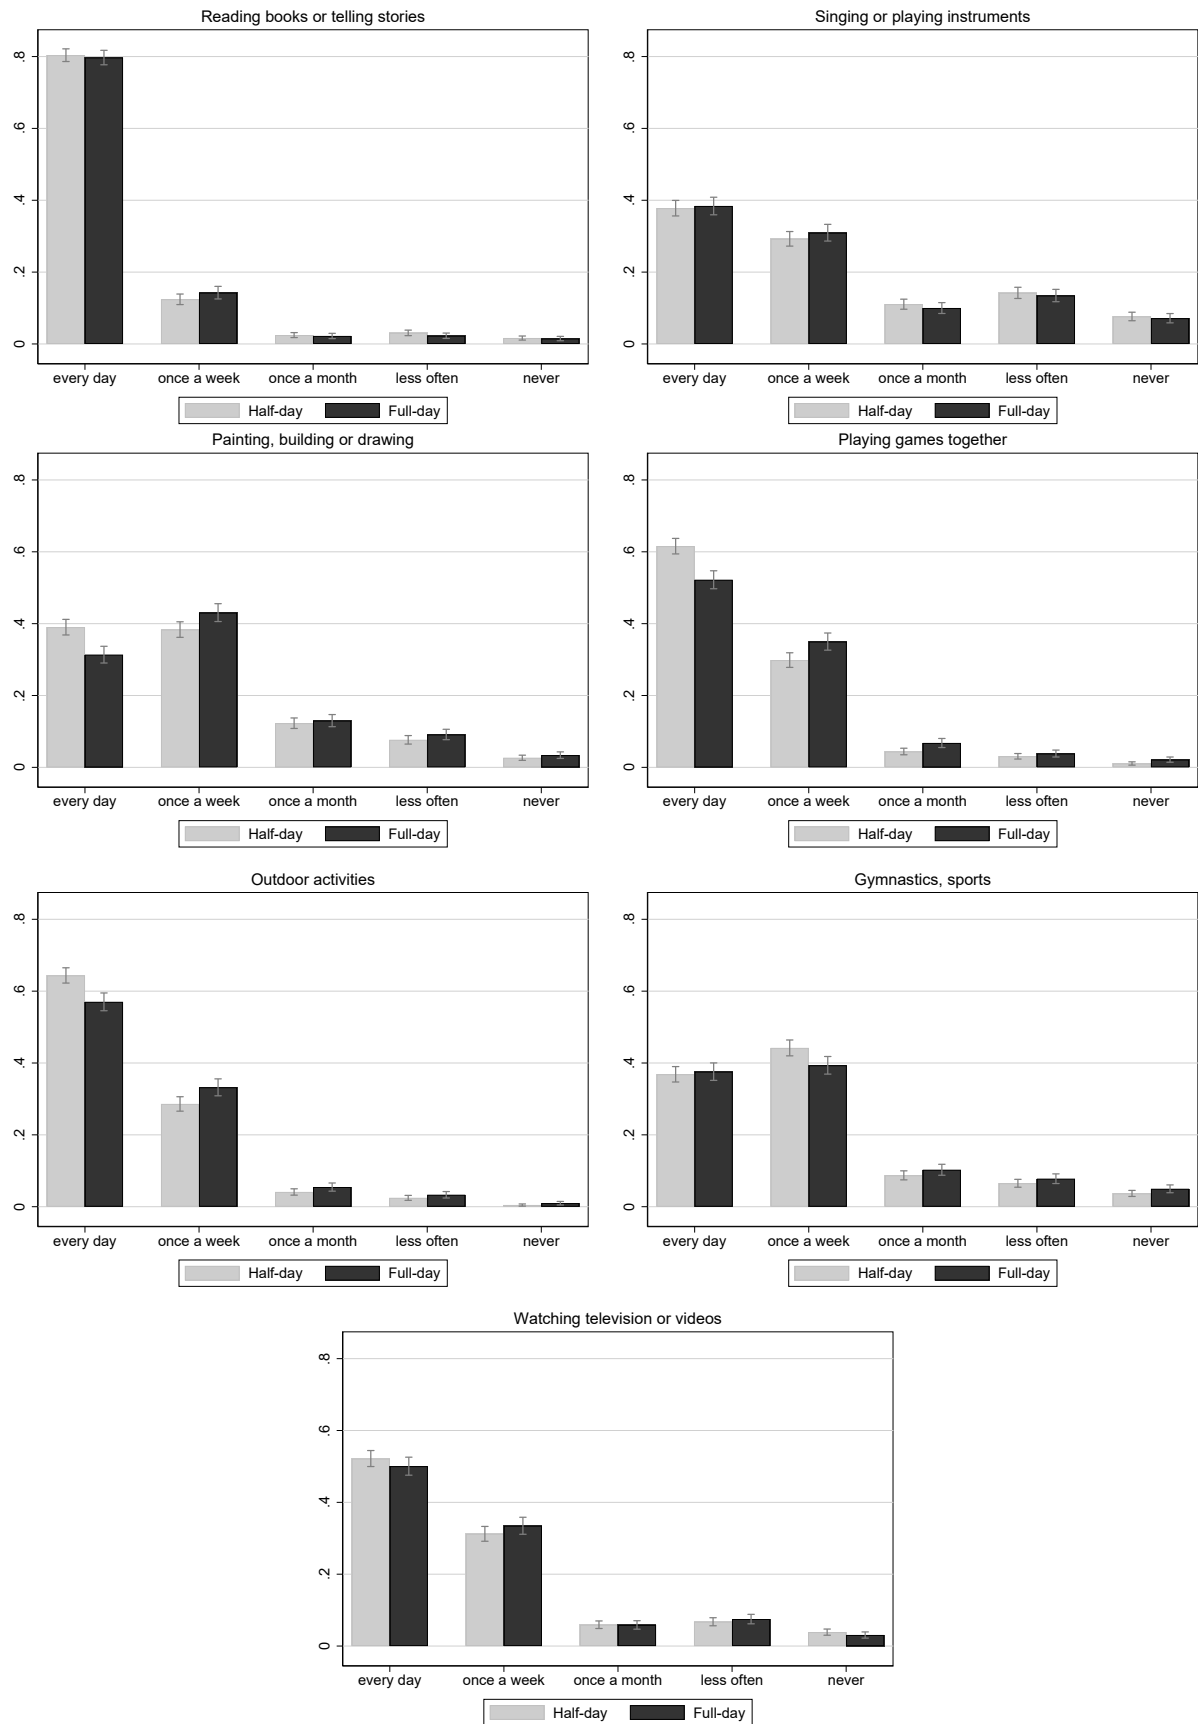 Reading books or telling stories
.8
.6
.4
.2
0
every day once a week once a month less often never
Half-day Full-day
Singing or playing instruments
.8
.6
.4
.2
0
every day once a week once a month less often never
Half-day Full-day
Painting, building or drawing
.8
.6
.4
.2
0
every day once a week once a month less often never
Half-day Full-day
Playing games together
.8
.6
.4
.2
0
every day once a week once a month less often never
Half-day Full-day
Outdoor activities
.8
.6
.4
.2
0
every day once a week once a month less often never
Half-day Full-day
Gymnastics, sports
.8
.6
.4
.2
0
every day once a week once a month less often never
Half-day Full-day
Watching television or videos
.8
.6
.4
.2
0
every day once a week once a month less often never
Half-day Full-day